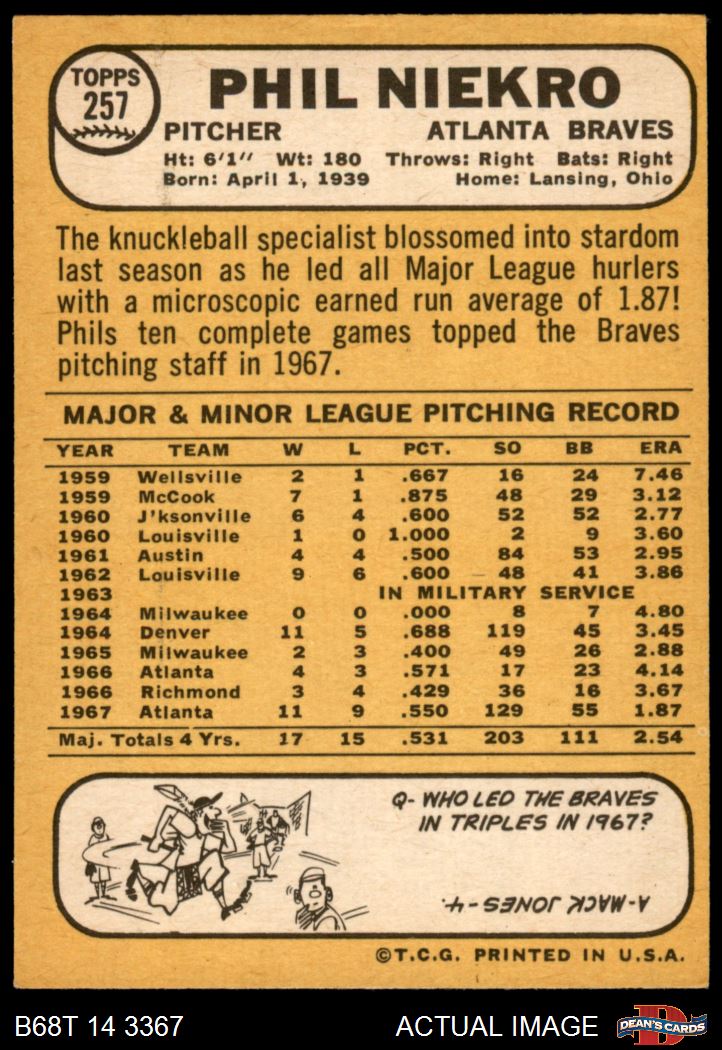 TOPPS
257
PHIL NIEKRO
PITCHER ATLANTA BRAVES
Ht: 6'1" Wt: 180 Throws: Right Bats: Right
Born: April 1, 1939 Home: Lansing, Ohio
The knuckleball specialist blossomed into stardom
last season as he led all Major League hurlers
with a microscopic earned run average of 1.87!
Phils ten complete games topped the Braves
pitching staff in 1967.
MAJOR & MINOR LEAGUE PITCHING RECORD
YEAR TEAM W L PCT. SO BB ERA
1959 Wellsville 2 1 .667 16 24 7.46
1959 McCook 7 1 .875 48 29 3.12
1960 J'ksonville 6 4 .600 52 52 2.77
1960 Louisville 1 0 1.000 2 9 3.60
1961 Austin 4 4 .500 84 53 2.95
1962 Louisville 9 6 .600 48 41 3.86
1963 IN MILITARY SERVICE
1964 Milwaukee 0 0 .000 8 7 4.80
1964 Denver 11 5 .688 119 45 3.45
1965 Milwaukee 2 3 .400 49 26 2.88
1966 Atlanta 4 3 .571 17 23 4.14
1966 Richmond 3 4 .429 36 16 3.67
1967 Atlanta 11 9 .550 129 55 1.87
Maj. Totals 4 Yrs. 17 15 .531 203 111 2.54
Q- WHO LED THE BRAVES
IN TRIPLES IN 1967?
A- MACK JONES - 4.
©T.C.G. PRINTED IN U.S.A.
B68T 14 3367 ACTUAL IMAGE D DEAN'S CARDS